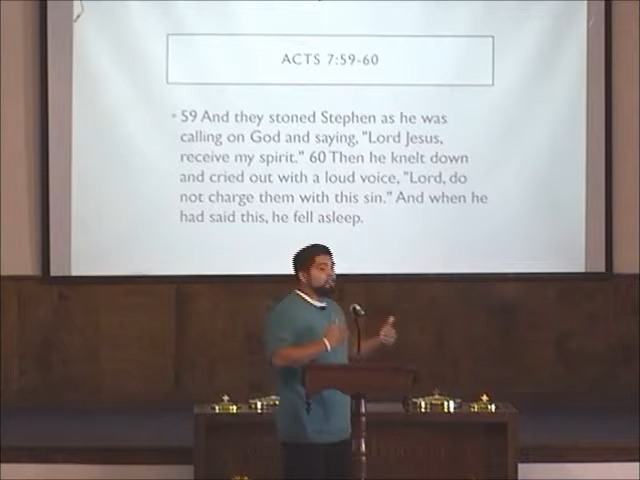 ACTS 7:59-60
• 59 And they stoned Stephen as he was
calling on God and saying, "Lord Jesus,
receive my spirit." 60 Then he knelt down
and cried out with a loud voice, "Lord, do
not charge them with this sin." And when he
had said this, he fell asleep.